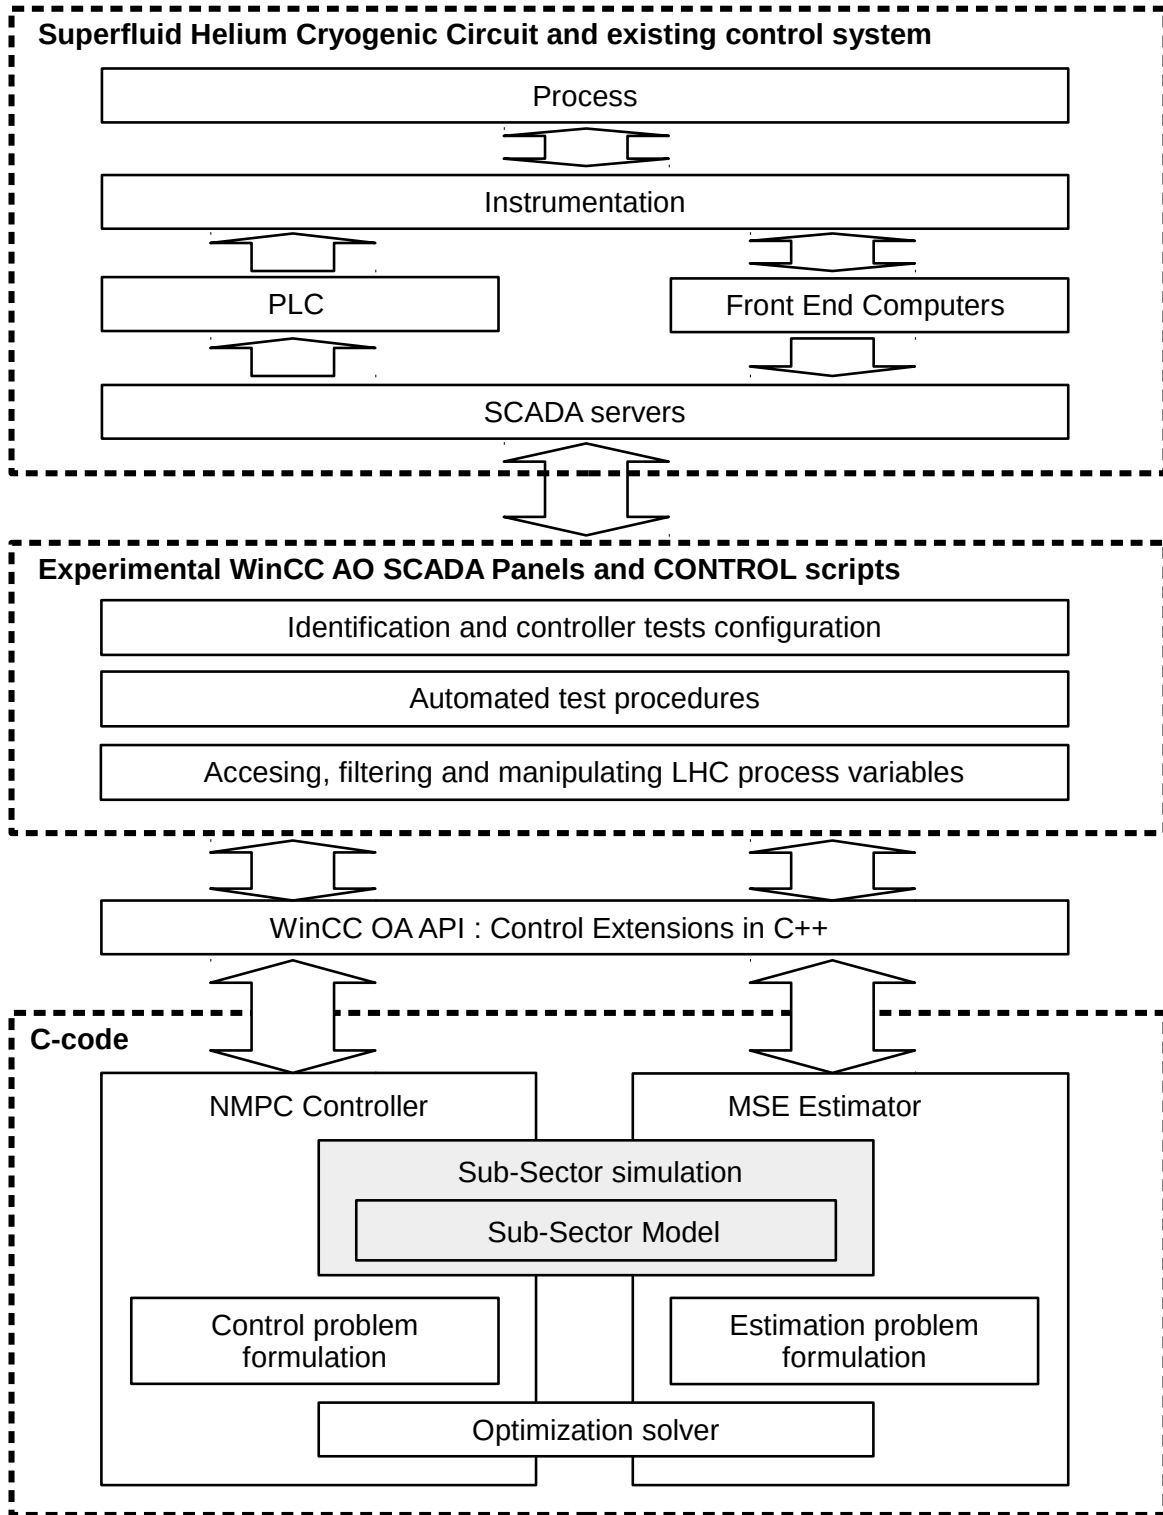 Superfluid Helium Cryogenic Circuit and existing control system
Process
Instrumentation
PLC
Front End Computers
SCADA servers
Experimental WinCC AO SCADA Panels and CONTROL scripts
Identification and controller tests configuration
Automated test procedures
Accesing, filtering and manipulating LHC process variables
WinCC OA API : Control Extensions in C++
C-code
NMPC Controller
MSE Estimator
Sub-Sector simulation
Sub-Sector Model
Control problem
formulation
Estimation problem
formulation
Optimization solver